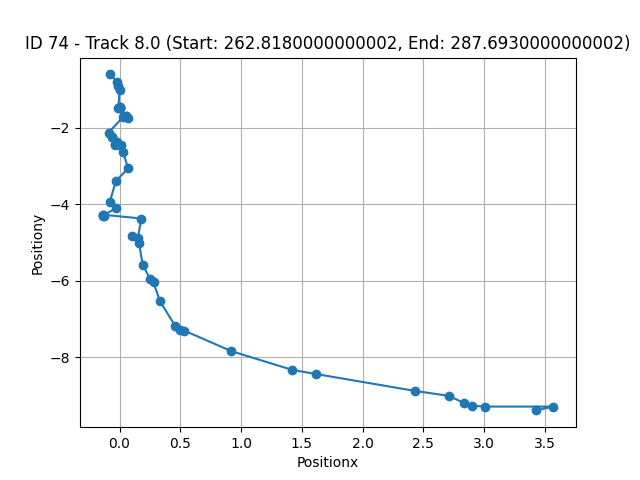 ID 74 - Track 8.0 (Start: 262.8180000000002, End: 287.6930000000002)
−2
−4
−6
−8
Positiony
0.0 0.5 1.0 1.5 2.0 2.5 3.0 3.5
Positionx